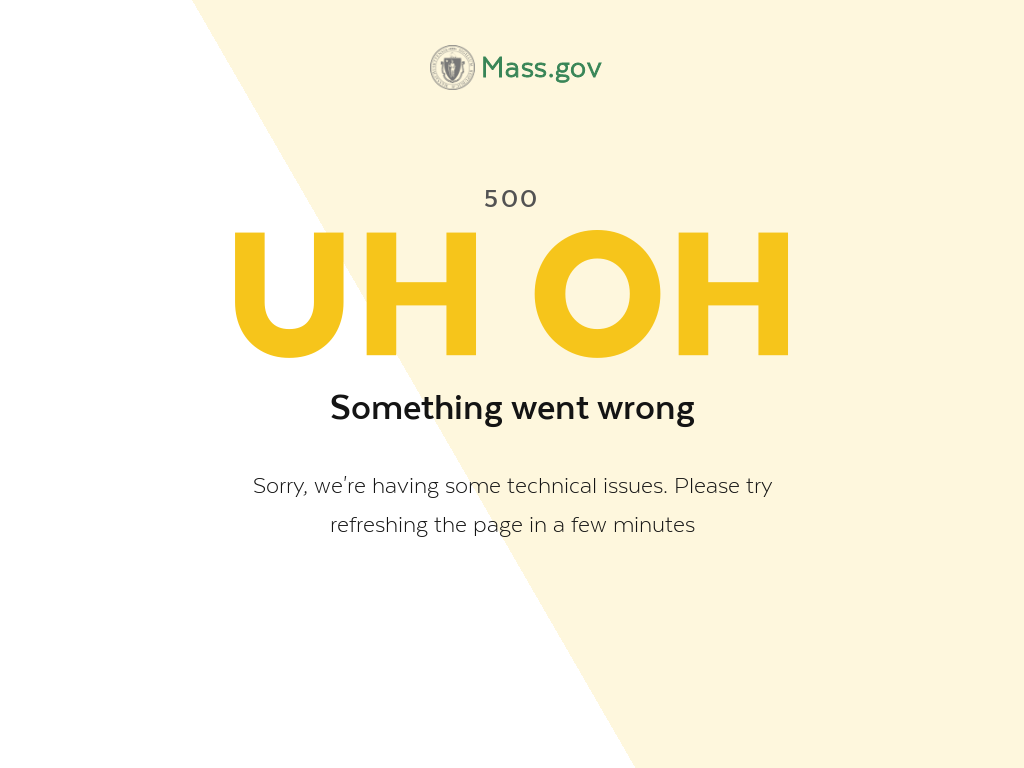 Mass.gov
500
UH OH
Something went wrong
Sorry, we're having some technical issues. Please try
refreshing the page in a few minutes